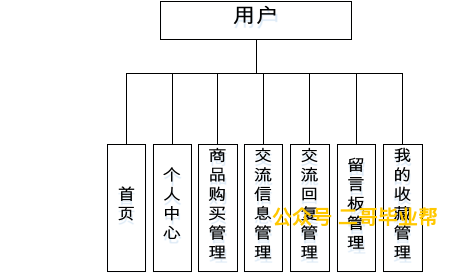 用户
首页
个人中心
商品购买管理
交流信息管理
交流回复管理
留言板管理
我的收藏管理
公众号 二哥毕业帮